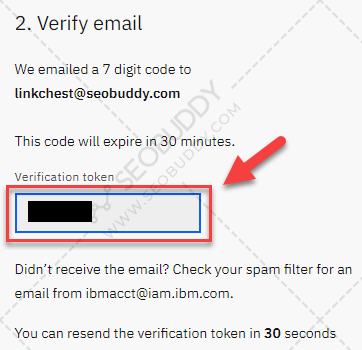 2. Verify email
We emailed a 7 digit code to
linkchest@seobuddy.com
This code will expire in 30 minutes.
Verification token
Didn't receive the email? Check your spam filter for an
email from ibmacct@iam.ibm.com.
You can resend the verification token in 30 seconds
SEOBUDDY
WWW.SEOBUDDY.COM